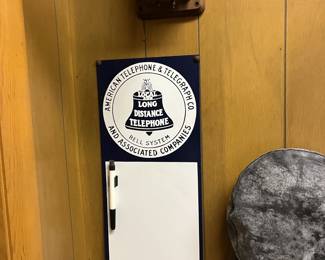 AMERICAN TELEPHONE & TELEGRAPH CO
LOCAL
LONG
DISTANCE
TELEPHONE
BELL SYSTEM
AND ASSOCIATED COMPANIES